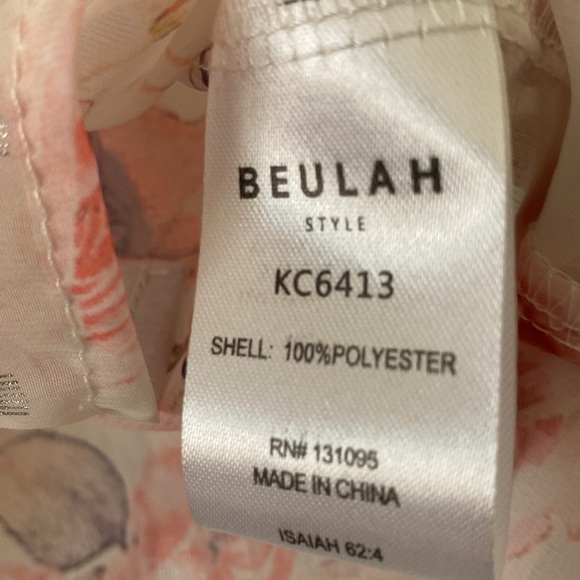 BEULAH
STYLE
KC6413
SHELL: 100%POLYESTER
RN# 131095
MADE IN CHINA
ISAIAH 62:4